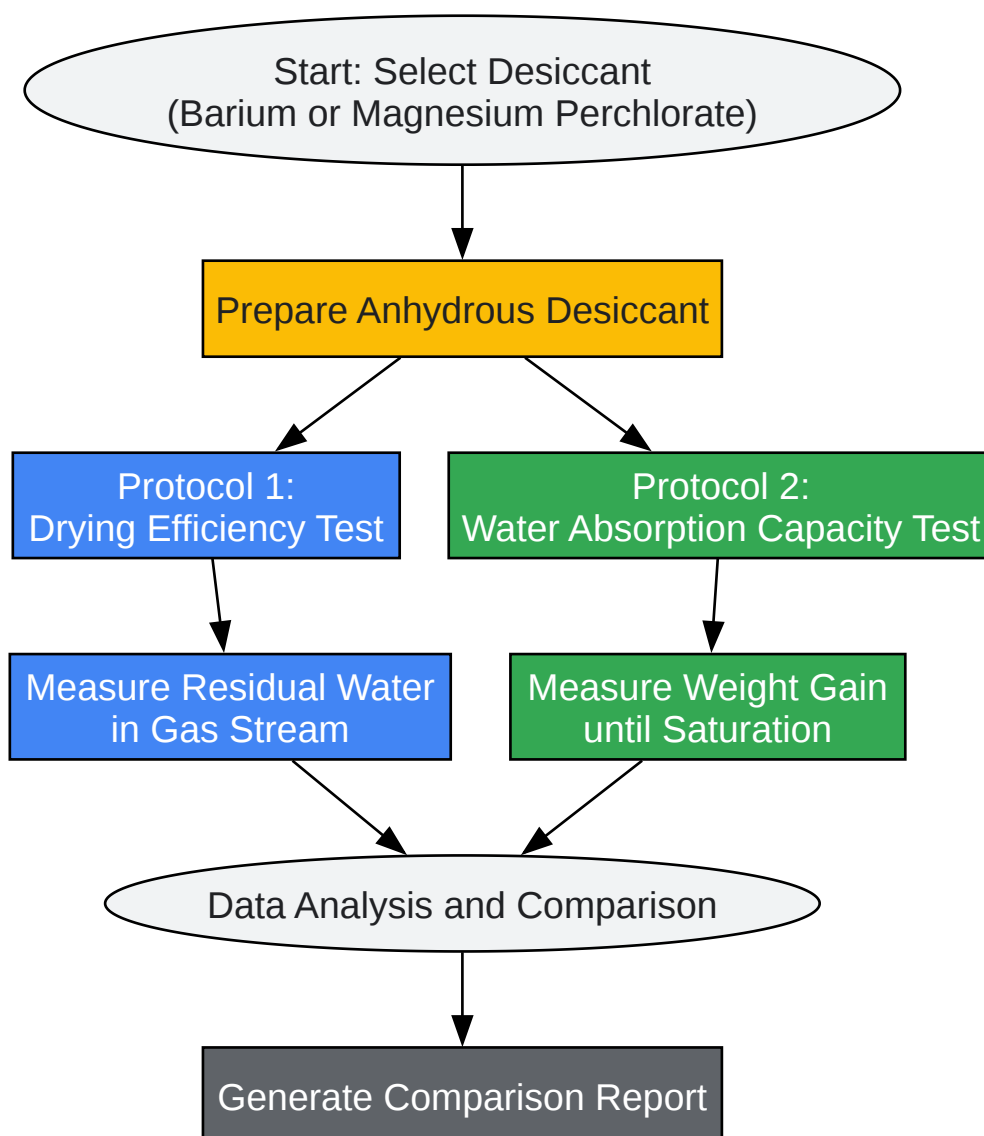 Start: Select Desiccant
(Barium or Magnesium Perchlorate)
Prepare Anhydrous Desiccant
Protocol 1:
Drying Efficiency Test
Protocol 2:
Water Absorption Capacity Test
Measure Residual Water
in Gas Stream
Measure Weight Gain
until Saturation
Data Analysis and Comparison
Generate Comparison Report